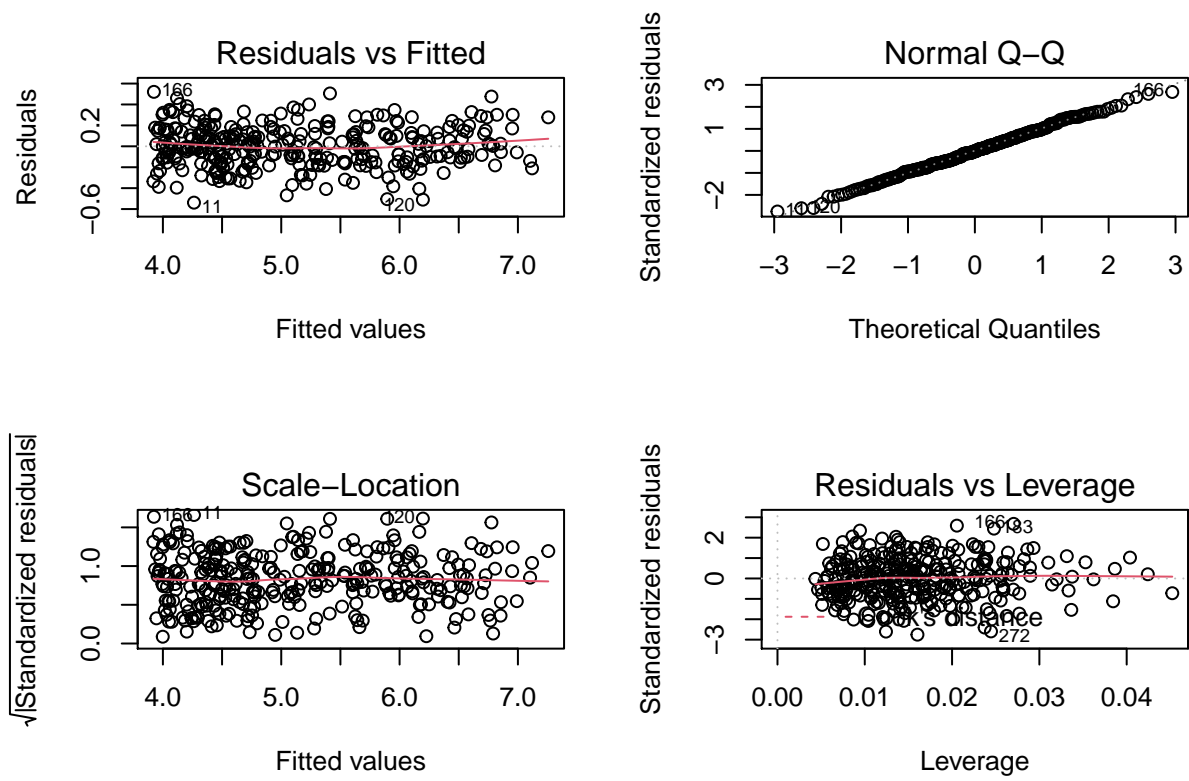 Residuals vs Fitted
Residuals
0.2
−0.6
166
11
120
4.0 5.0 6.0 7.0
Fitted values
Normal Q−Q
Standardized residuals
3
1
−2
166
11
120
−3 −2 −1 0 1 2 3
Theoretical Quantiles
Scale−Location
√|Standardized residuals|
1.0
0.0
166
11
120
4.0 5.0 6.0 7.0
Fitted values
Residuals vs Leverage
Standardized residuals
2
0
−3
166
183
Cook's distance
272
0.00 0.01 0.02 0.03 0.04
Leverage